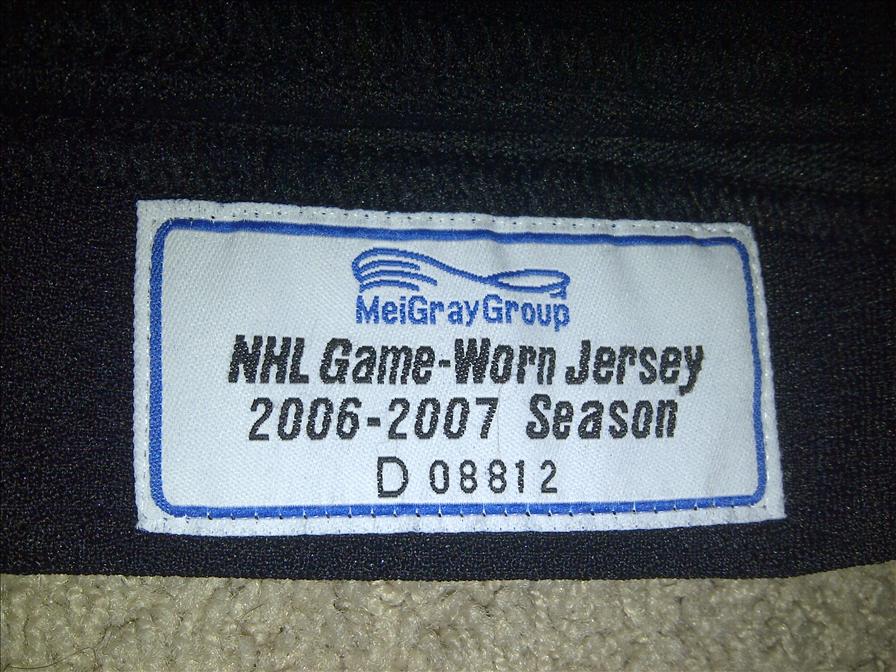 MeiGrayGroup
NHL Game-Worn Jersey
2006-2007 Season
D 08812